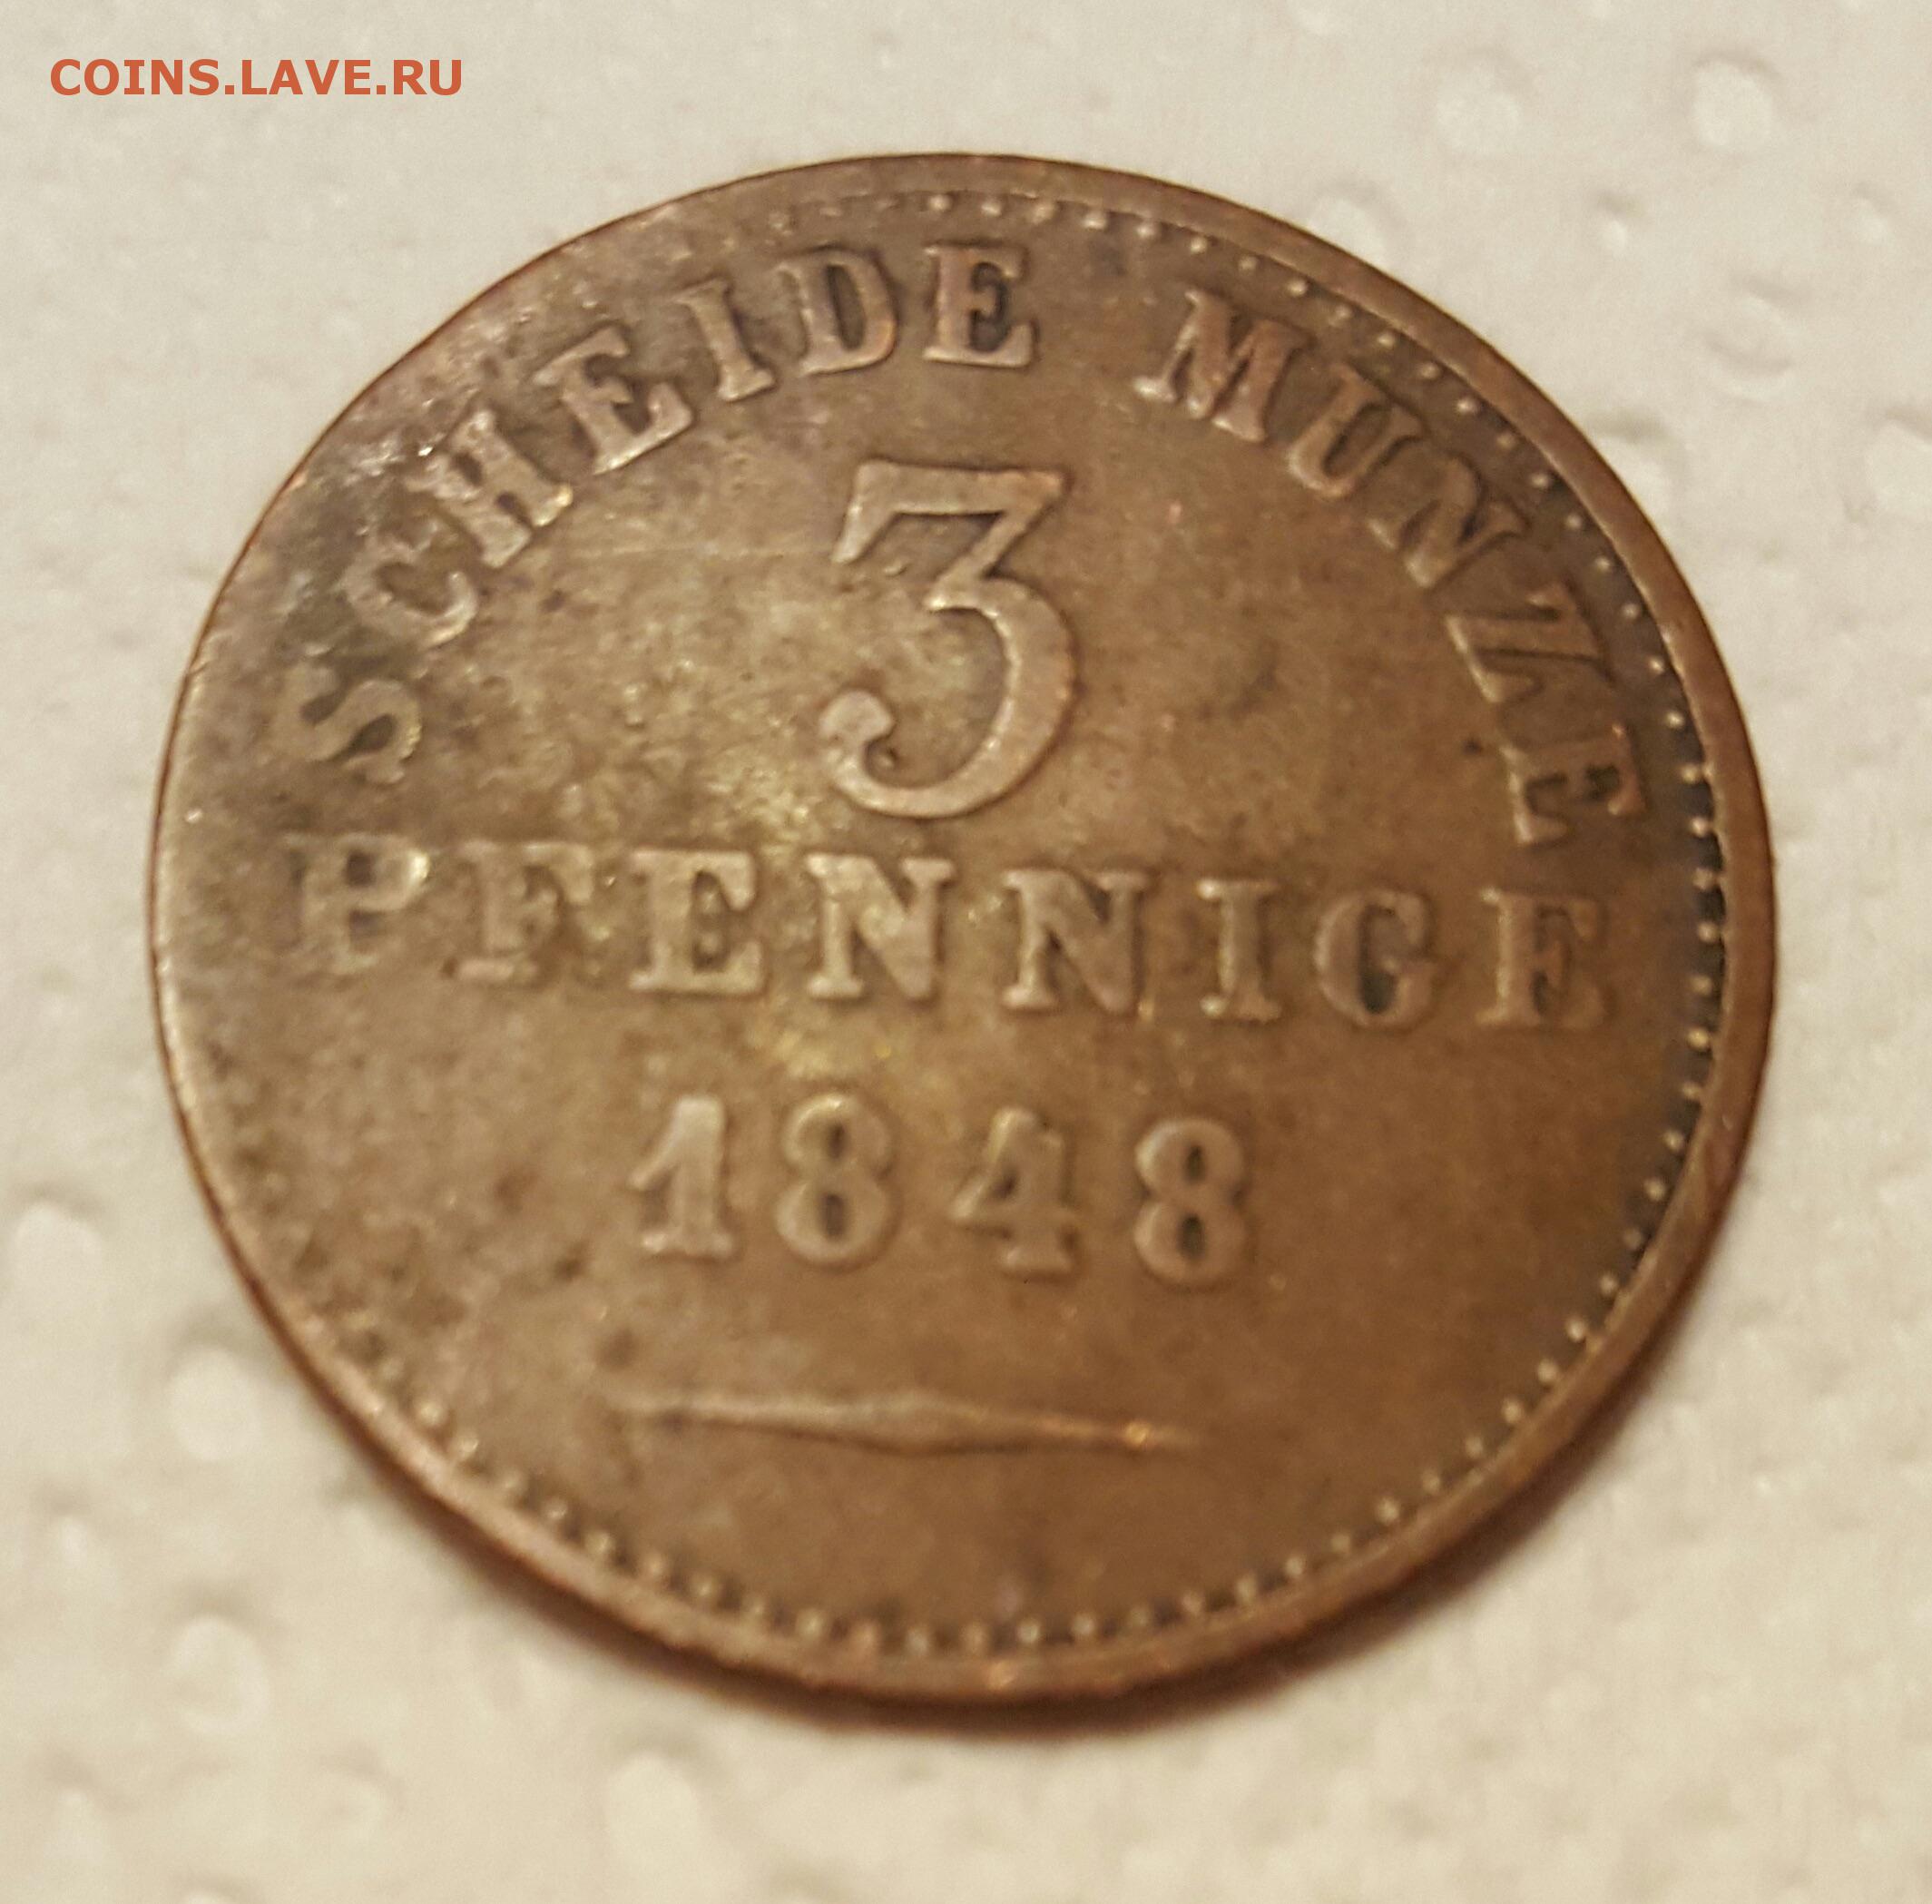 COINS.LAVE.RU
SCHEIDE MUNZE
3
PFENNIGE
1848